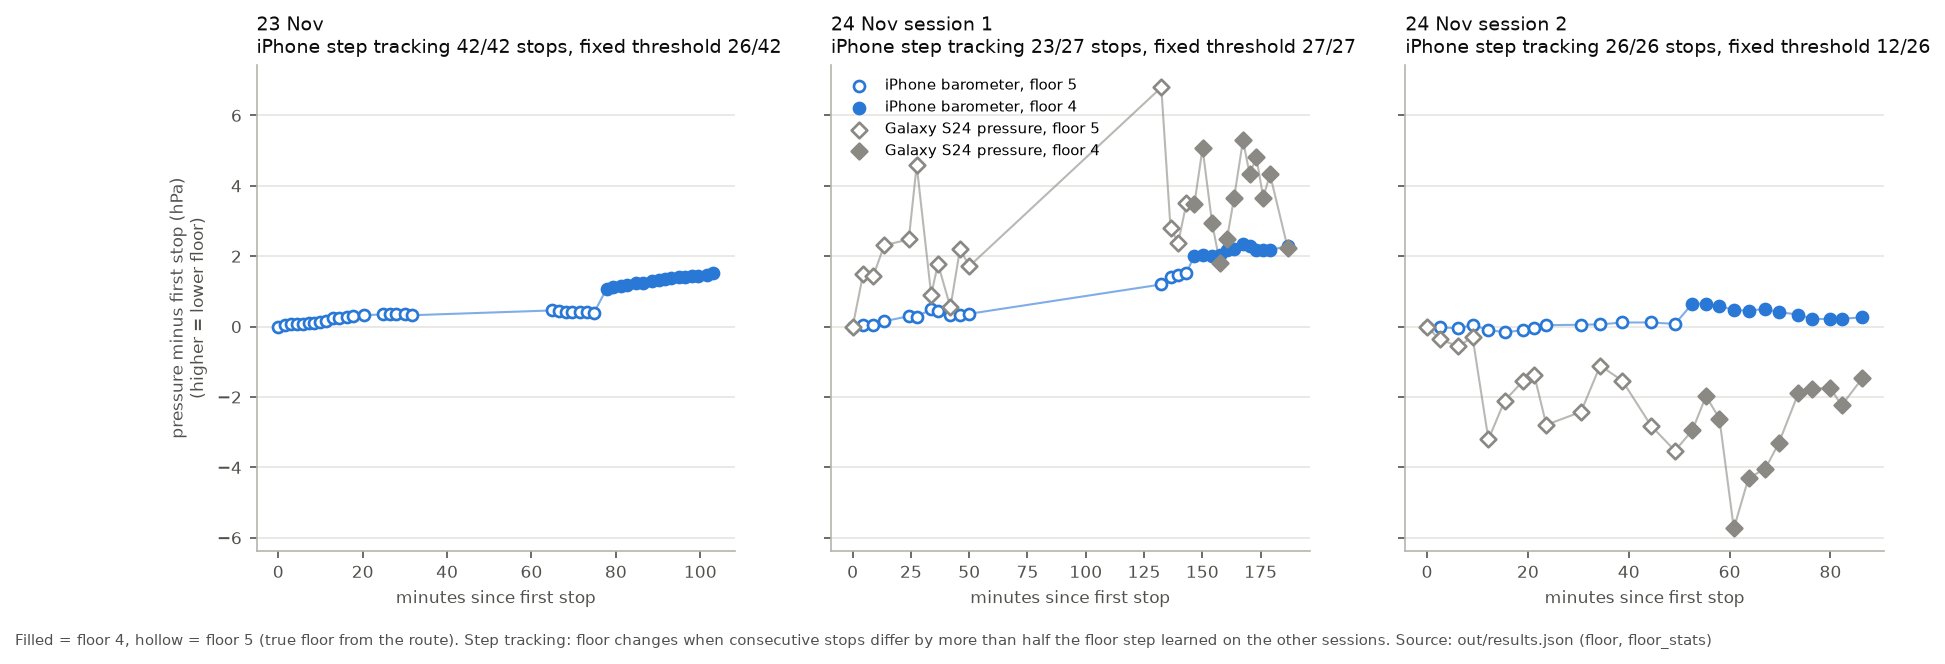 23 Nov
iPhone step tracking 42/42 stops, fixed threshold 26/42
24 Nov session 1
iPhone step tracking 23/27 stops, fixed threshold 27/27
24 Nov session 2
iPhone step tracking 26/26 stops, fixed threshold 12/26
pressure minus first stop (hPa)
(higher = lower floor)
6
4
2
0
−2
−4
−6
iPhone barometer, floor 5
iPhone barometer, floor 4
Galaxy S24 pressure, floor 5
Galaxy S24 pressure, floor 4
0 20 40 60 80 100
0 25 50 75 100 125 150 175
0 20 40 60 80
minutes since first stop
minutes since first stop
minutes since first stop
Filled = floor 4, hollow = floor 5 (true floor from the route). Step tracking: floor changes when consecutive stops differ by more than half the floor step learned on the other sessions. Source: out/results.json (floor, floor_stats)